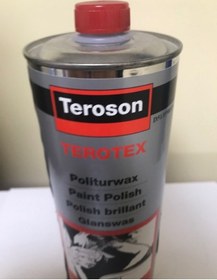 Teroson
TEROTEX
Politurwax
Paint Polish
Polish brillant
Glanswas